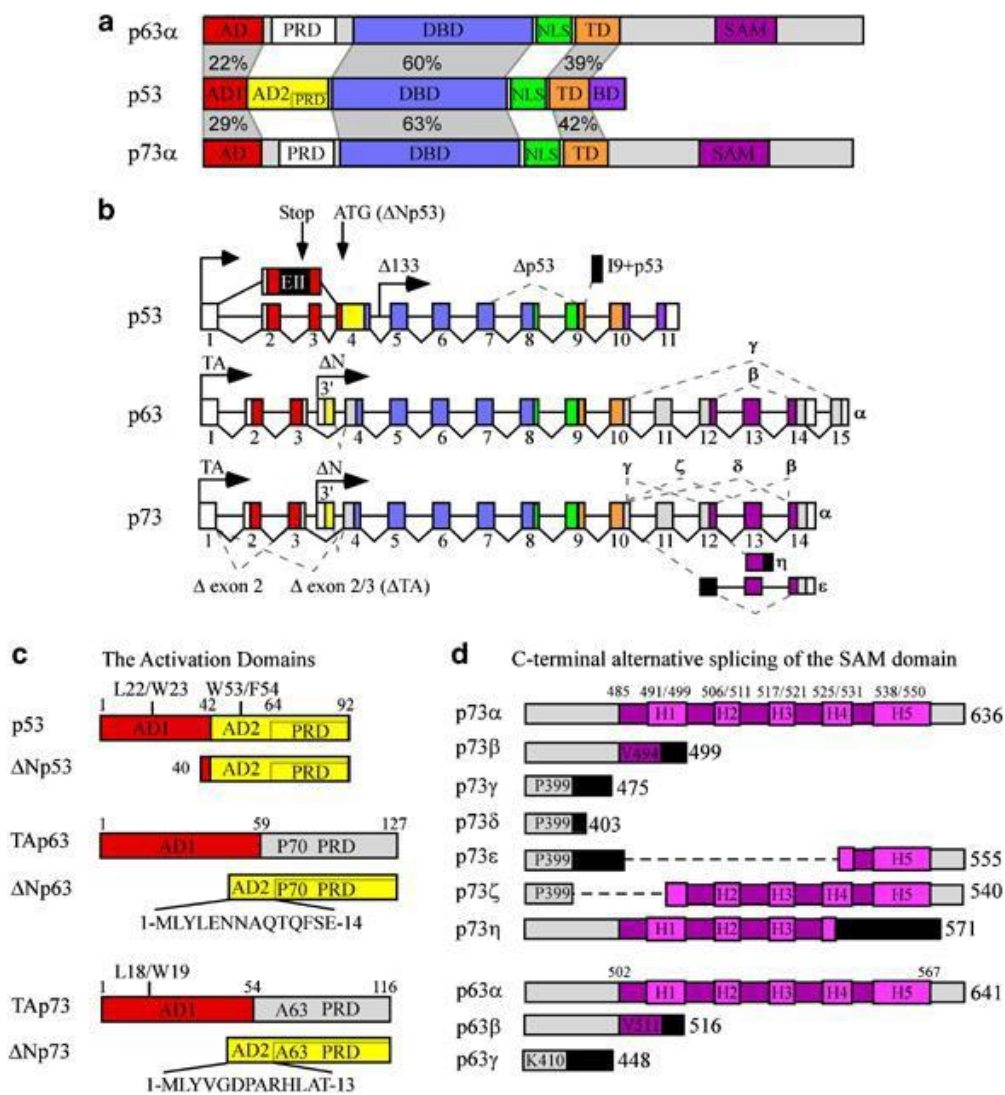 a
p63α AD PRD DBD NLS TD SAM
22% 60% 39%
p53 AD1 AD2 PRD DBD NLS TD BD
29% 63% 42%
p73α AD PRD DBD NLS TD SAM
b
Stop ATG (ΔNp53)
EII Δ133 Δp53 I9+p53
p53
1 2 3 4 5 6 7 8 9 10 11
γ
TA ΔN β
3'
p63 α
1 2 3 4 5 6 7 8 9 10 11 12 13 14 15
TA ΔN γ ζ δ β
3'
p73 α
1 2 3 4 5 6 7 8 9 10 11 12 13 14
η
Δ exon 2 Δ exon 2/3 (ΔTA) ε
c The Activation Domains
L22/W23 W53/F54
1 42 64 92
p53 AD1 AD2 PRD
ΔNp53 40 AD2 PRD
1 59 127
TAp63 AD1 P70 PRD
ΔNp63 AD2 P70 PRD
1-MLYLENNAQTQFSE-14
L18/W19
1 54 116
TAp73 AD1 A63 PRD
ΔNp73 AD2 A63 PRD
1-MLYVGDPARHLAT-13
d C-terminal alternative splicing of the SAM domain
485 491/499 506/511 517/521 525/531 538/550
p73α H1 H2 H3 H4 H5 636
p73β V494 499
p73γ P399 475
p73δ P399 403
p73ε P399 H5 555
p73ζ P399 H2 H3 H4 H5 540
p73η H1 H2 H3 571
502 567
p63α H1 H2 H3 H4 H5 641
p63β V511 516
p63γ K410 448